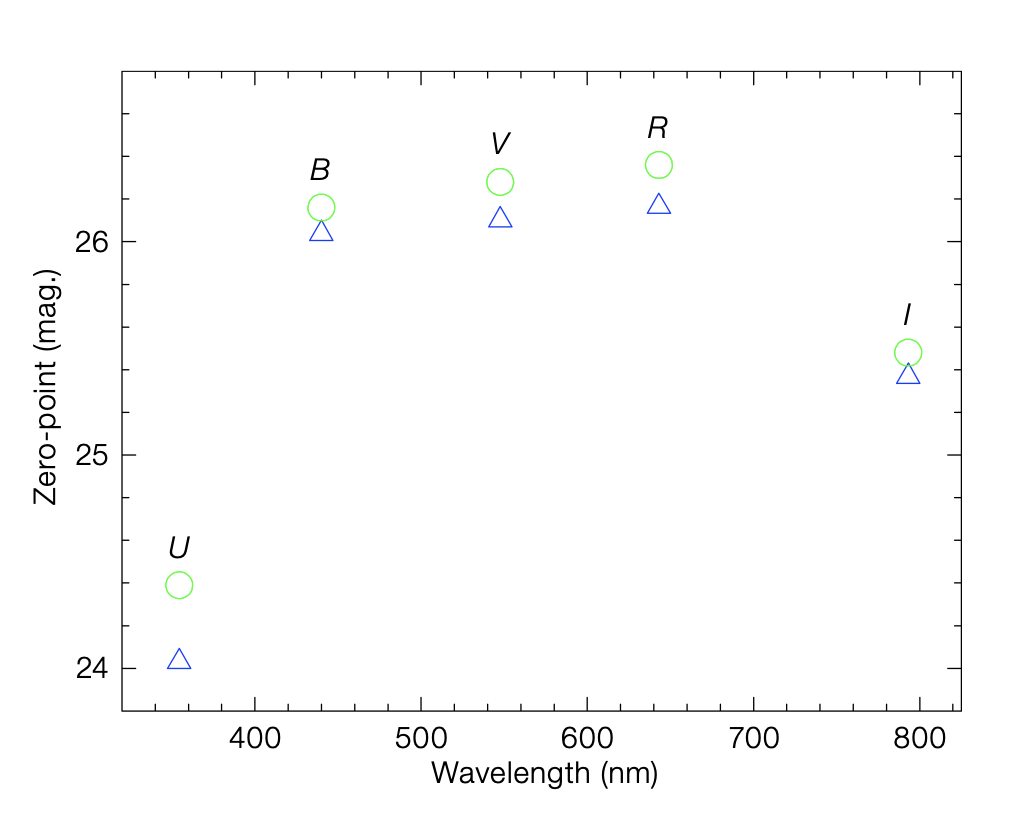 R
V
B
26
I
Zero-point (mag.)
25
U
24
400 500 600 700 800
Wavelength (nm)